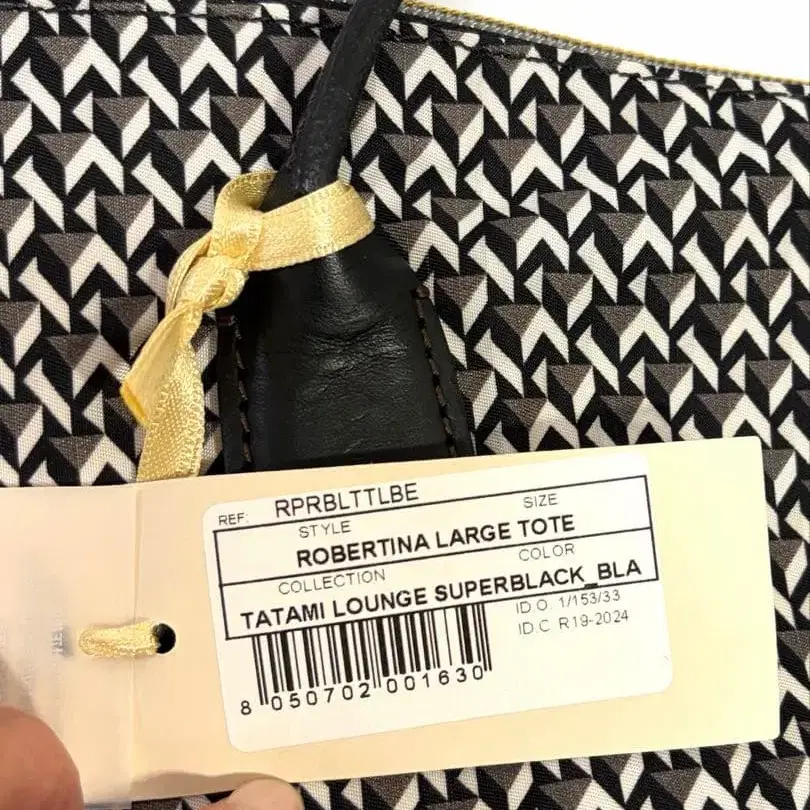 REF: RPRBLTTLBE
STYLE SIZE
ROBERTINA LARGE TOTE
COLLECTION COLOR
TATAMI LOUNGE SUPERBLACK_BLA
ID.O. 1/153/33
ID.C R19-2024
8 050702 001630